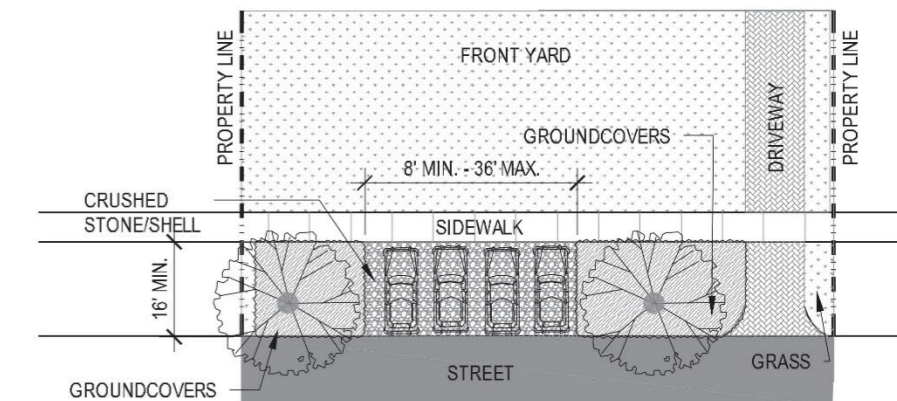 FRONT YARD
PROPERTY LINE
PROPERTY LINE
DRIVEWAY
GROUNDCOVERS
8' MIN. - 36' MAX.
CRUSHED
STONE/SHELL
SIDEWALK
16' MIN.
GRASS
STREET
GROUNDCOVERS